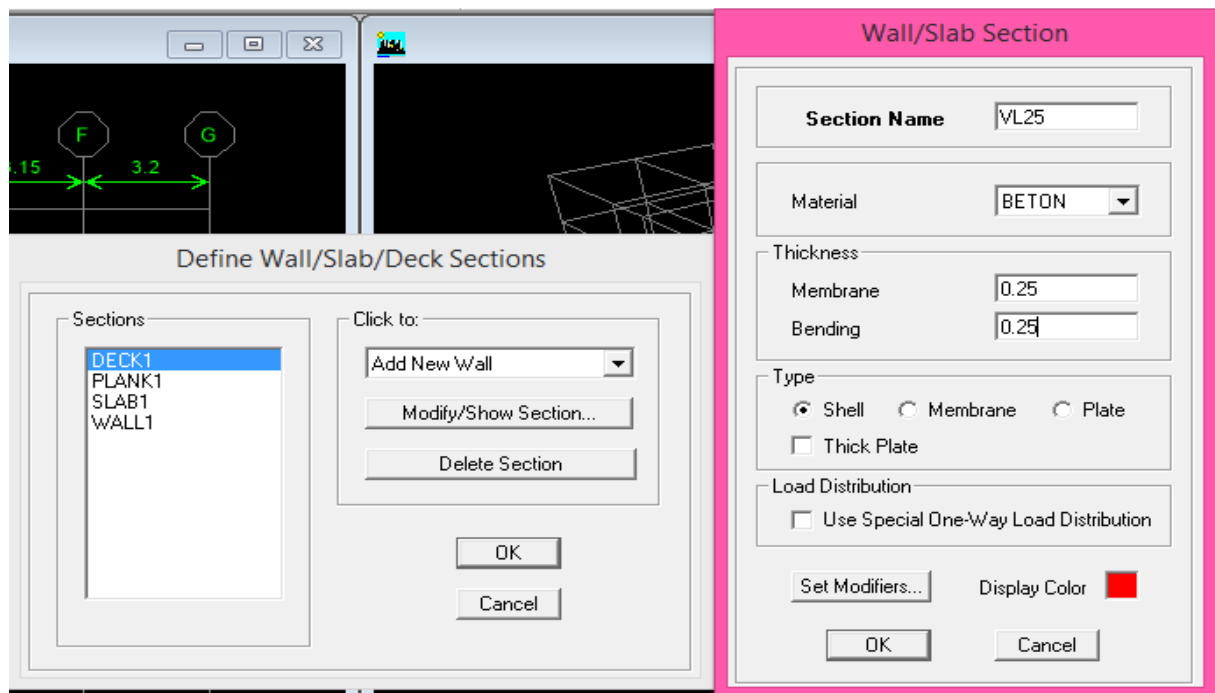 F
G
.15
3.2
Define Wall/Slab/Deck Sections
Sections
DECK1
PLANK1
SLAB1
WALL1
Click to:
Add New Wall
Modify/Show Section...
Delete Section
OK
Cancel
Wall/Slab Section
Section Name VL25
Material BETON
Thickness
Membrane 0.25
Bending 0.25
Type
Shell Membrane Plate
Thick Plate
Load Distribution
Use Special One-Way Load Distribution
Set Modifiers... Display Color
OK Cancel